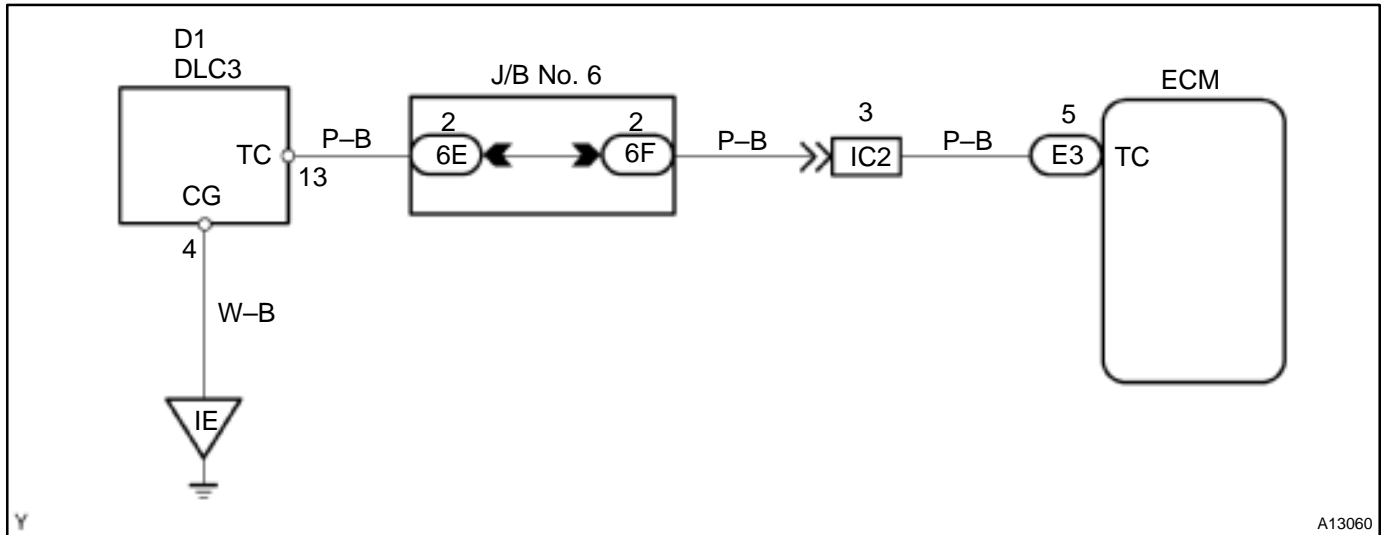 D1
DLC3
J/B No. 6
ECM
TC
13
P–B
2
6E
2
6F
P–B
3
IC2
P–B
5
E3
TC
CG
4
W–B
IE
Y
A13060